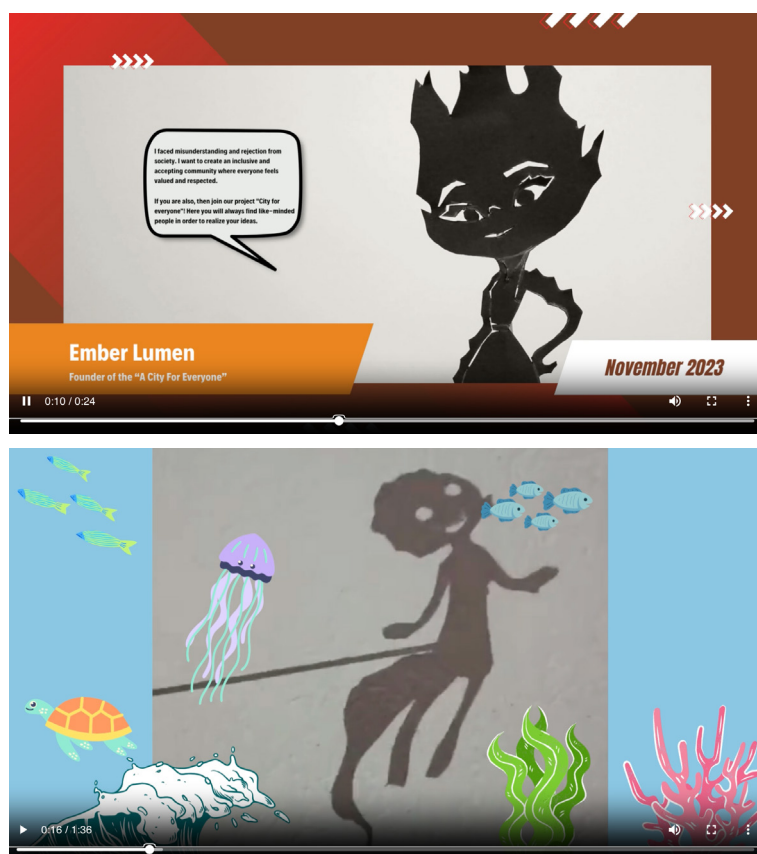 I faced misunderstanding and rejection from
society. I want to create an inclusive and
accepting community where everyone feels
valued and respected.
If you are also, then join our project "City for
everyone"! Here you will always find like-minded
people in order to realize your ideas.
Ember Lumen
Founder of the "A City For Everyone"
November 2023
0:10 / 0:24
0:16 / 1:36